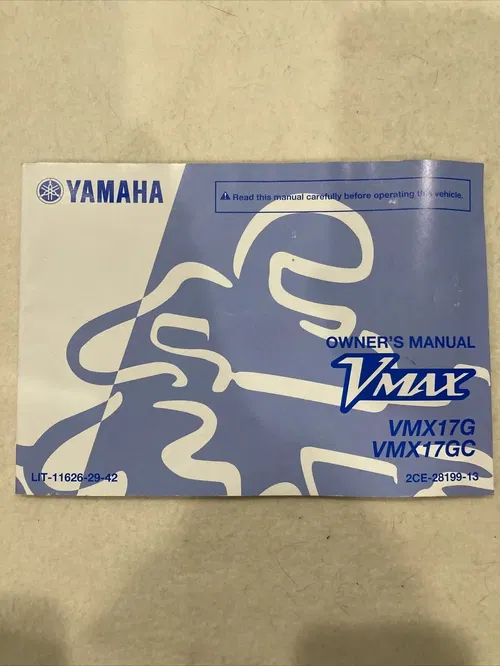 YAMAHA
⚠ Read this manual carefully before operating this vehicle.
OWNER'S MANUAL
VMAX
VMX17G
VMX17GC
LIT-11626-29-42
2CE-28199-13